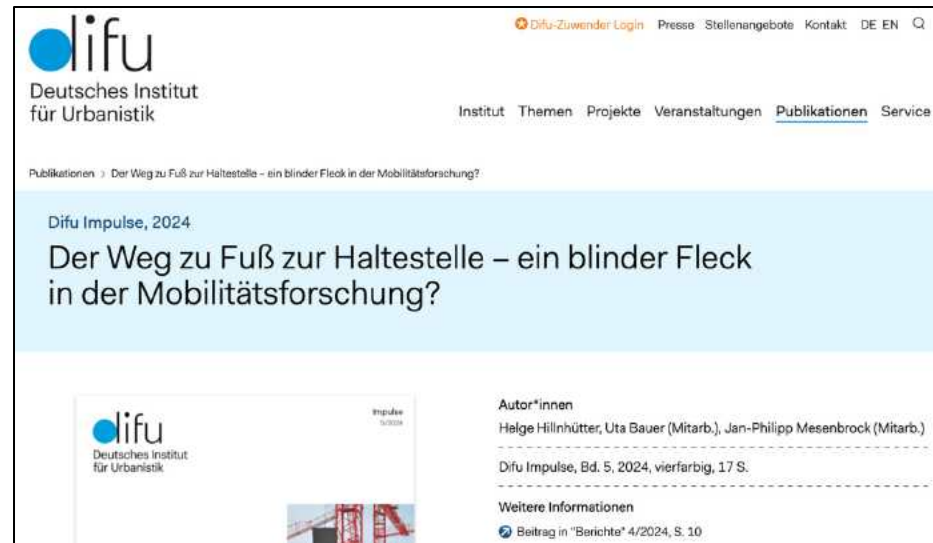 difu
Deutsches Institut
für Urbanistik
Difu-Zuwender Login Presse Stellenangebote Kontakt DE EN
Institut Themen Projekte Veranstaltungen Publikationen Service
Publikationen > Der Weg zu Fuß zur Haltestelle – ein blinder Fleck in der Mobilitätsforschung?
Difu Impulse, 2024
Der Weg zu Fuß zur Haltestelle – ein blinder Fleck
in der Mobilitätsforschung?
difu
Deutsches Institut
für Urbanistik
Impulse
5/2024
Autor*innen
Helge Hillnhütter, Uta Bauer (Mitarb.), Jan-Philipp Mesenbrock (Mitarb.)
Difu Impulse, Bd. 5, 2024, vierfarbig, 17 S.
Weitere Informationen
Beitrag in "Berichte" 4/2024, S. 10